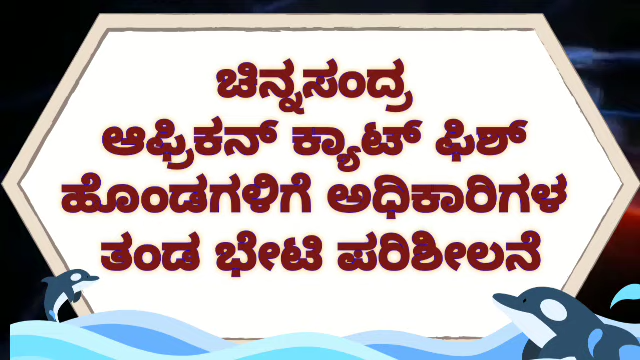 ಚಿನ್ನಸಂದ್ರ
ಆಫ್ರಿಕನ್ ಕ್ಯಾಟ್ ಫಿಶ್
ಹೊಂಡಗಳಿಗೆ ಅಧಿಕಾರಿಗಳ
ತಂಡ ಭೇಟಿ ಪರಿಶೀಲನೆ